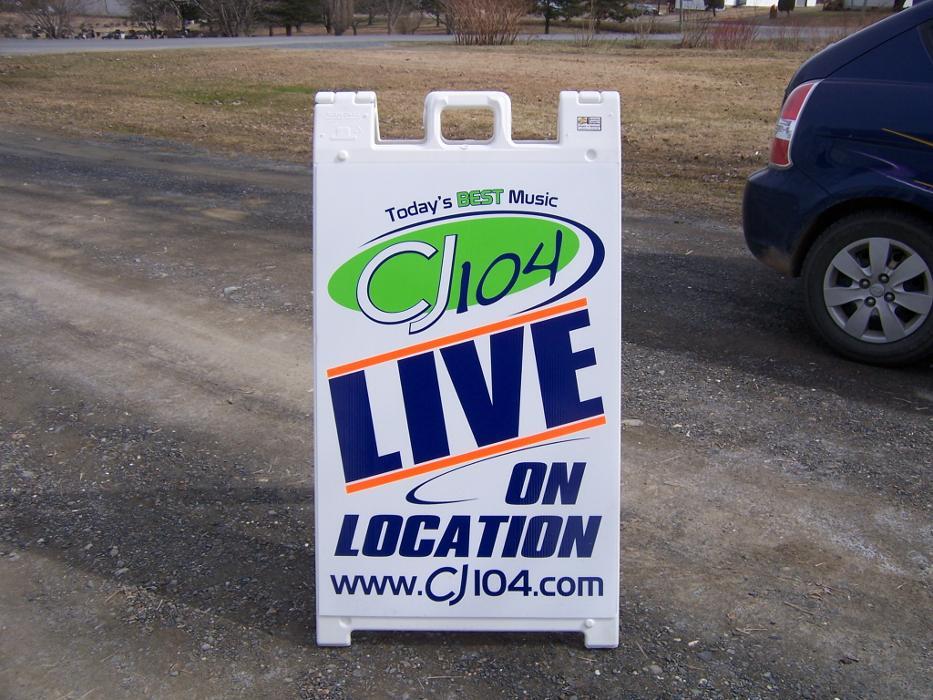 Today's BEST Music
CJ104
LIVE
ON
LOCATION
www.CJ104.com